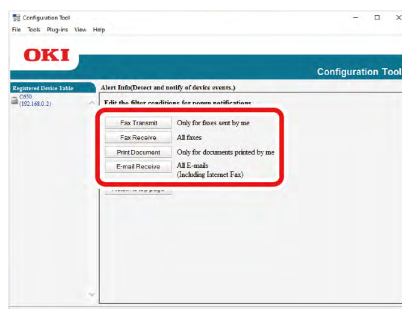 Configuration Tool
File Tools Plug-ins View Help
OKI
Configuration Tool
Registered Device Table
Alert Info(Detect and notify of device events.)
(192.168.0.2)
Edit the filter conditions for popup notifications
Fax Transmit Only for faxes sent by me
Fax Receive All faxes
Print Document Only for documents printed by me
E-mail Receive All E-mails
(Including Internet Fax)